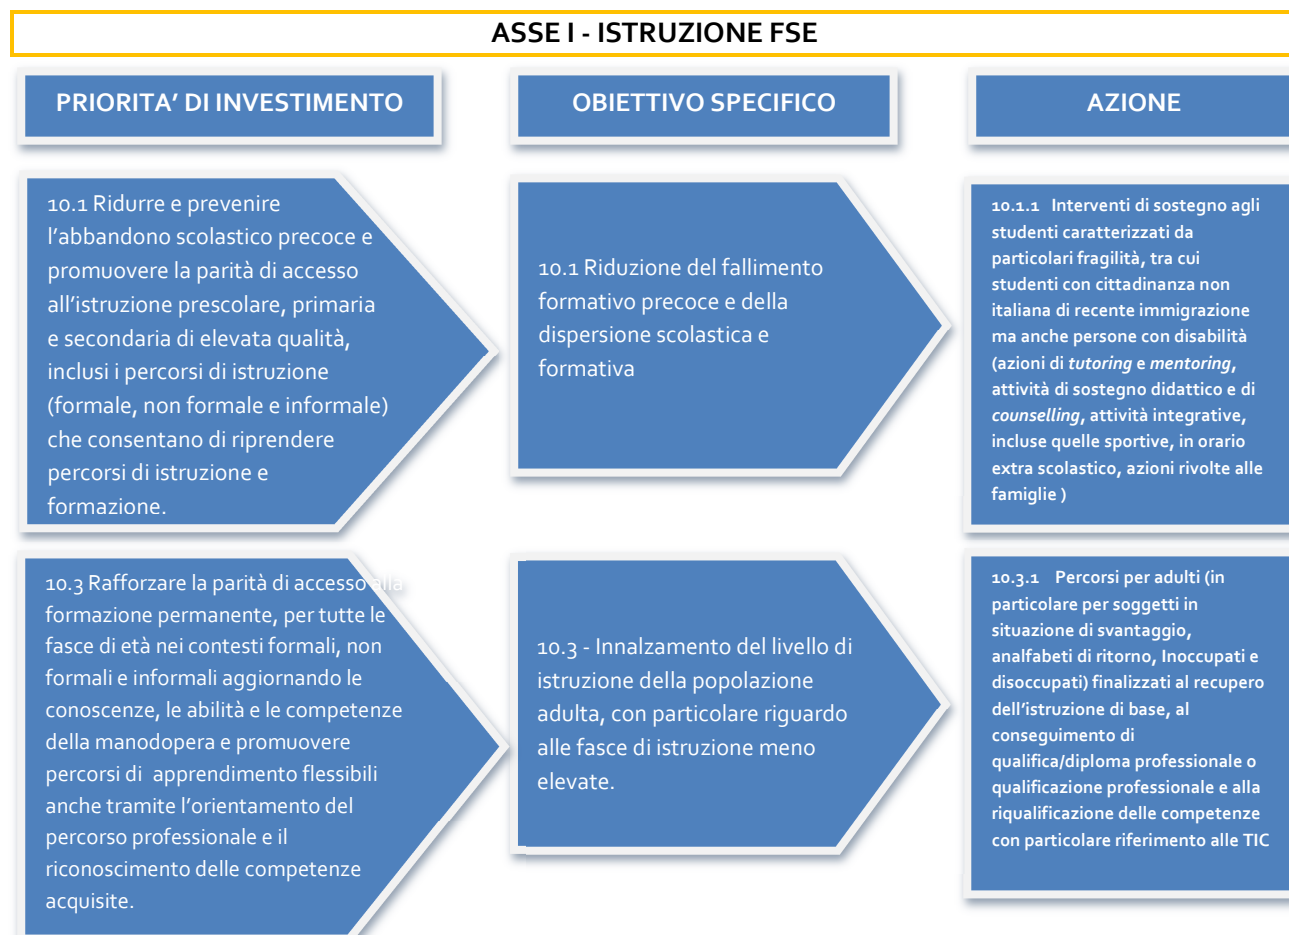 ASSE I - ISTRUZIONE FSE
PRIORITA’ DI INVESTIMENTO
OBIETTIVO SPECIFICO
AZIONE
10.1 Ridurre e prevenire
l’abbandono scolastico precoce e
promuovere la parità di accesso
all’istruzione prescolare, primaria
e secondaria di elevata qualità,
inclusi i percorsi di istruzione
(formale, non formale e informale)
che consentano di riprendere
percorsi di istruzione e
formazione.
10.1 Riduzione del fallimento
formativo precoce e della
dispersione scolastica e
formativa
10.1.1 Interventi di sostegno agli
studenti caratterizzati da
particolari fragilità, tra cui
studenti con cittadinanza non
italiana di recente immigrazione
ma anche persone con disabilità
(azioni di tutoring e mentoring,
attività di sostegno didattico e di
counselling, attività integrative,
incluse quelle sportive, in orario
extra scolastico, azioni rivolte alle
famiglie )
10.3 Rafforzare la parità di accesso alla
formazione permanente, per tutte le
fasce di età nei contesti formali, non
formali e informali aggiornando le
conoscenze, le abilità e le competenze
della manodopera e promuovere
percorsi di apprendimento flessibili
anche tramite l’orientamento del
percorso professionale e il
riconoscimento delle competenze
acquisite.
10.3 - Innalzamento del livello di
istruzione della popolazione
adulta, con particolare riguardo
alle fasce di istruzione meno
elevate.
10.3.1 Percorsi per adulti (in
particolare per soggetti in
situazione di svantaggio,
analfabeti di ritorno, Inoccupati e
disoccupati) finalizzati al recupero
dell’istruzione di base, al
conseguimento di
qualifica/diploma professionale o
qualificazione professionale e alla
riqualificazione delle competenze
con particolare riferimento alle TIC